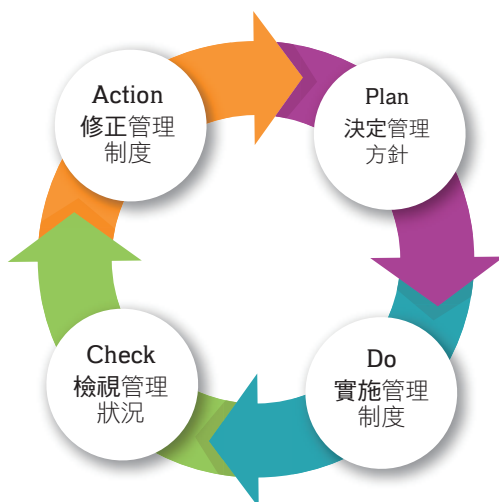 Action
修正管理
制度
Plan
決定管理
方針
Check
檢視管理
狀況
Do
實施管理
制度